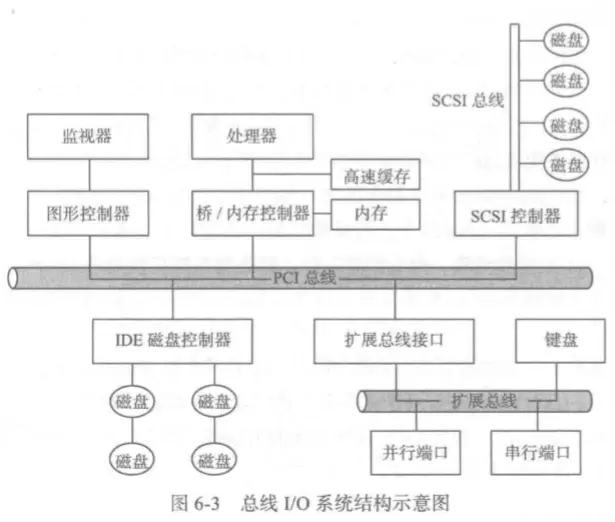 磁盘
磁盘
SCSI 总线
磁盘
磁盘
监视器
处理器
高速缓存
图形控制器
桥 / 内存控制器
内存
SCSI 控制器
PCI 总线
IDE 磁盘控制器
扩展总线接口
键盘
磁盘
磁盘
扩展总线
磁盘
磁盘
并行端口
串行端口
图 6-3 总线 I/O 系统结构示意图